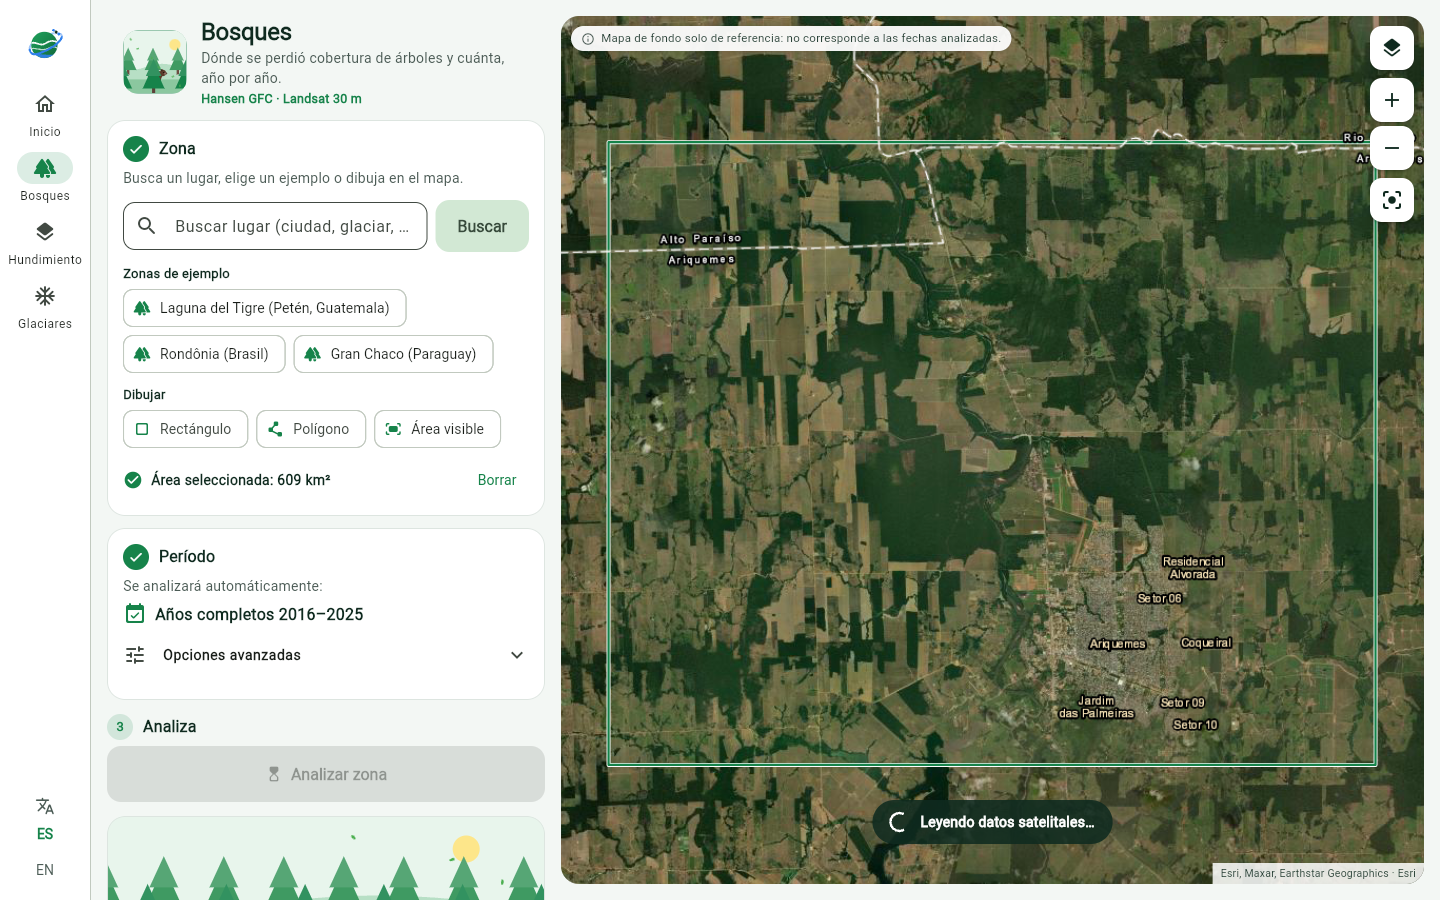 Inicio
Bosques
Hundimiento
Glaciares
ES
EN
Bosques
Dónde se perdió cobertura de árboles y cuánta,
año por año.
Hansen GFC · Landsat 30 m
Zona
Busca un lugar, elige un ejemplo o dibuja en el mapa.
Buscar lugar (ciudad, glaciar, ...
Buscar
Zonas de ejemplo
Laguna del Tigre (Petén, Guatemala)
Rondônia (Brasil)
Gran Chaco (Paraguay)
Dibujar
Rectángulo
Polígono
Área visible
Área seleccionada: 609 km²
Borrar
Período
Se analizará automáticamente:
Años completos 2016–2025
Opciones avanzadas
3
Analiza
Analizar zona
Mapa de fondo solo de referencia: no corresponde a las fechas analizadas.
Rio
Alto Paraíso
Ariquemes
Residencial
Alvorada
Setor 06
Ariquemes
Coqueiral
Jardim
das Palmeiras
Setor 09
Setor 10
Leyendo datos satelitales...
Esri, Maxar, Earthstar Geographics · Esri